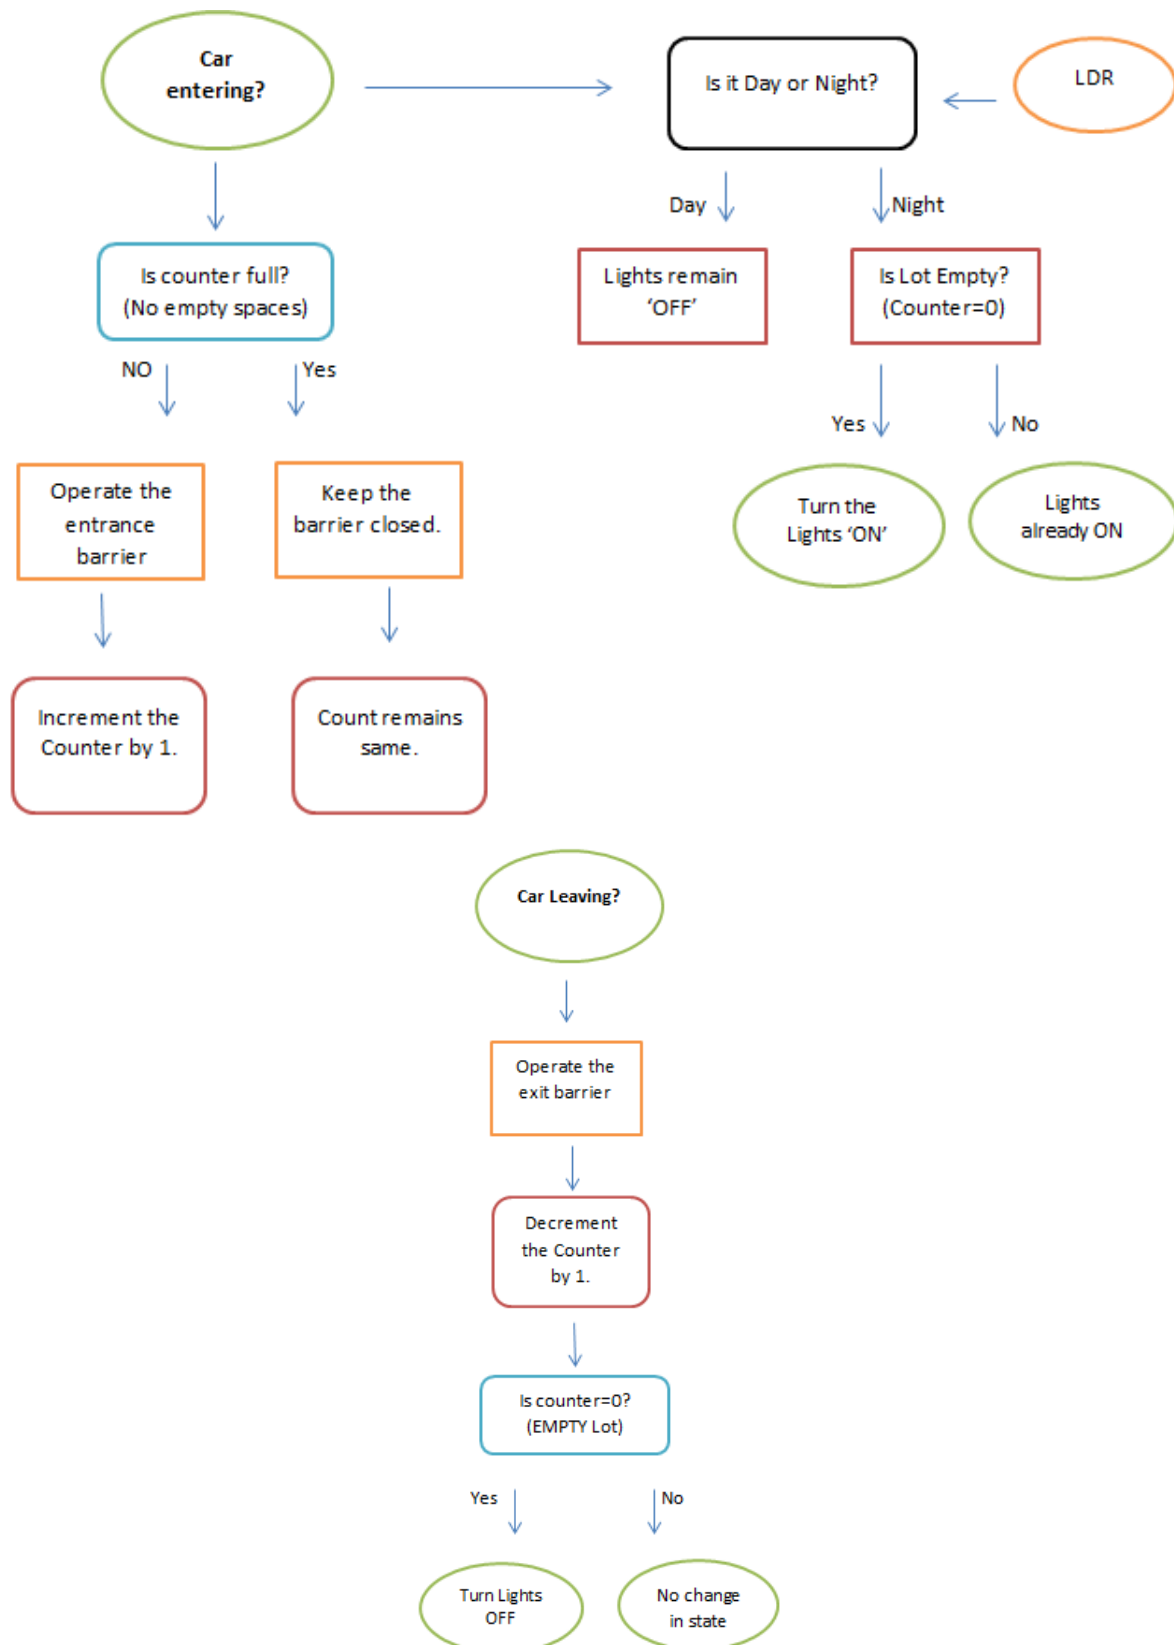 Car
entering?
Is it Day or Night?
LDR
Day
Night
Is counter full?
(No empty spaces)
Lights remain
‘OFF’
Is Lot Empty?
(Counter=0)
NO
Yes
Yes
No
Operate the
entrance
barrier
Keep the
barrier closed.
Turn the
Lights ‘ON’
Lights
already ON
Increment the
Counter by 1.
Count remains
same.
Car Leaving?
Operate the
exit barrier
Decrement
the Counter
by 1.
Is counter=0?
(EMPTY Lot)
Yes
No
Turn Lights
OFF
No change
in state